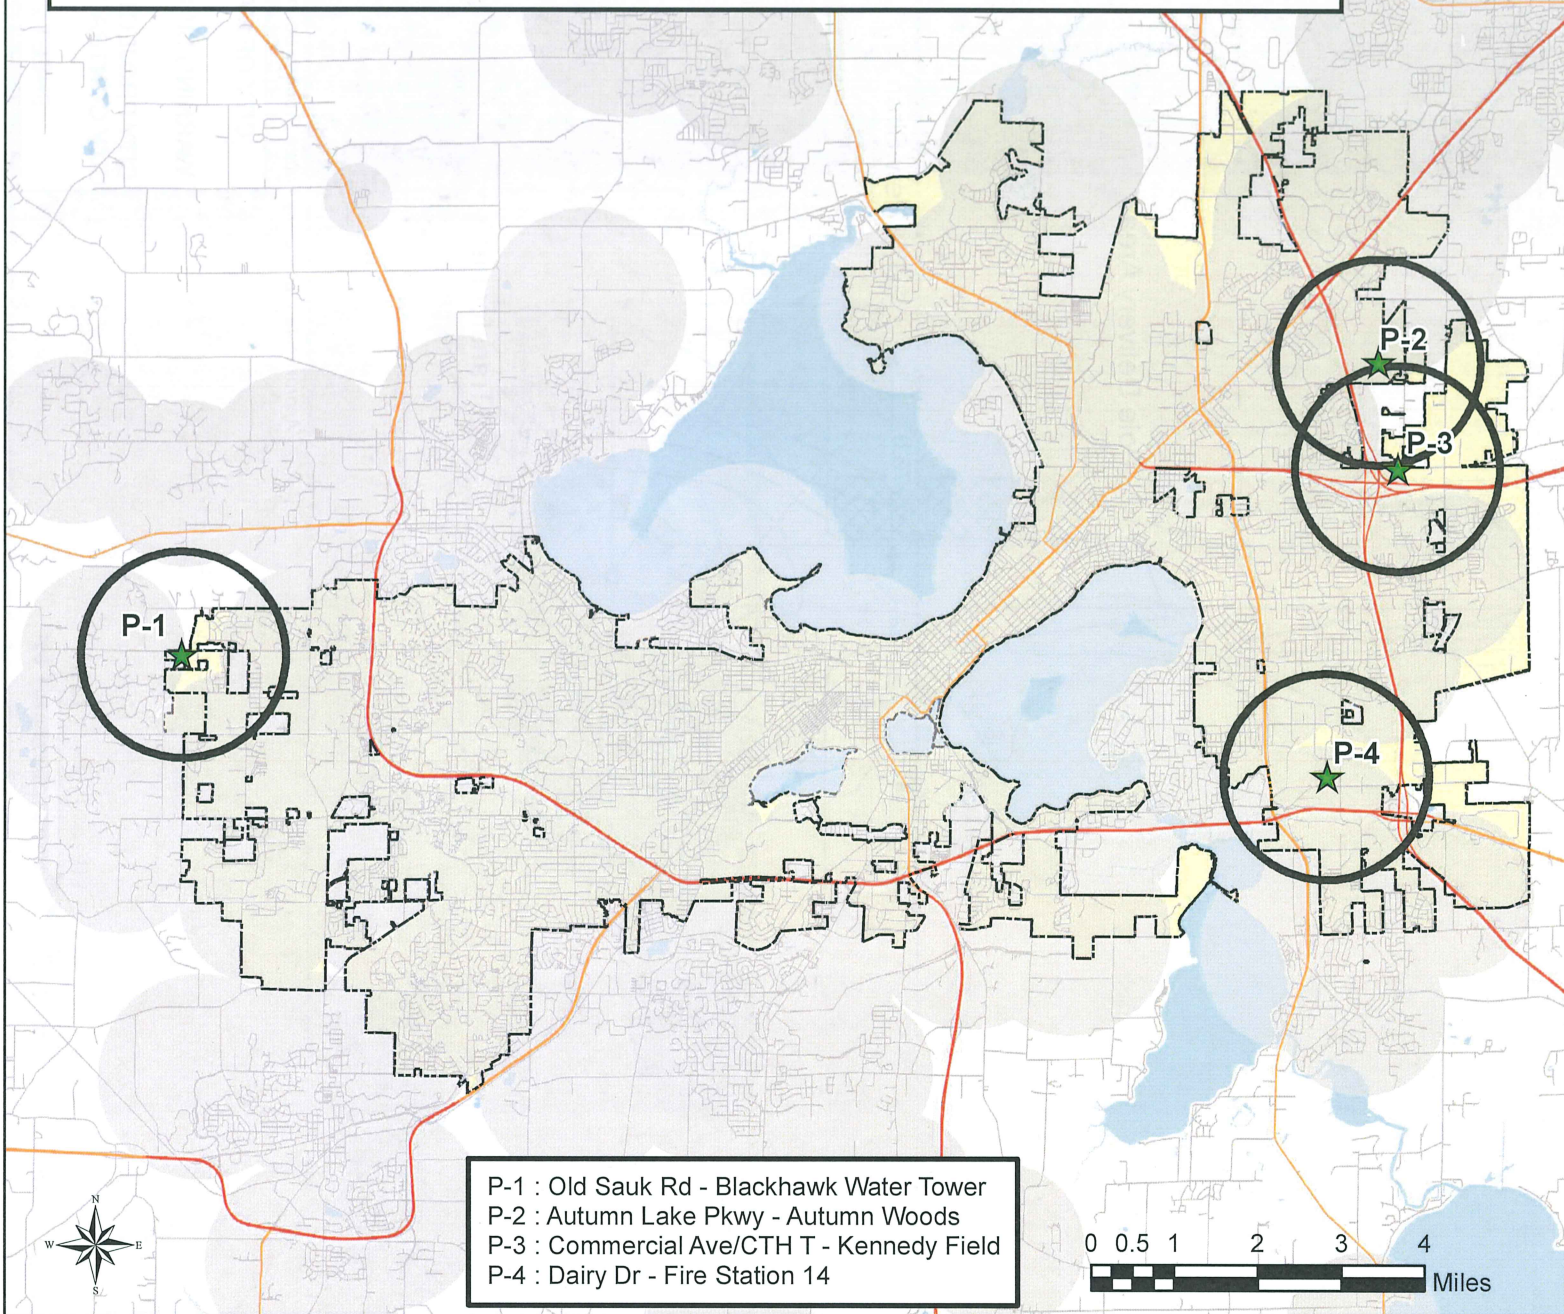 P-2
P-3
P-1
P-4
P-1 : Old Sauk Rd - Blackhawk Water Tower
P-2 : Autumn Lake Pkwy - Autumn Woods
P-3 : Commercial Ave/CTH T - Kennedy Field
P-4 : Dairy Dr - Fire Station 14
N
W E
S
0 0.5 1 2 3 4
Miles